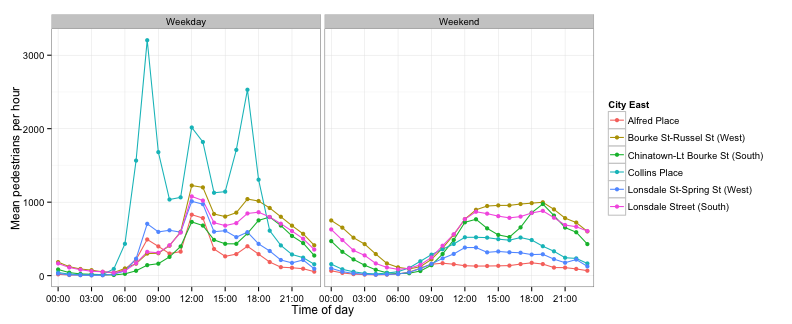 Weekday Weekend
Mean pedestrians per hour
3000
2000
1000
0
00:00 03:00 06:00 09:00 12:00 15:00 18:00 21:00 00:00 03:00 06:00 09:00 12:00 15:00 18:00 21:00
Time of day
City East
Alfred Place
Bourke St-Russel St (West)
Chinatown-Lt Bourke St (South)
Collins Place
Lonsdale St-Spring St (West)
Lonsdale Street (South)